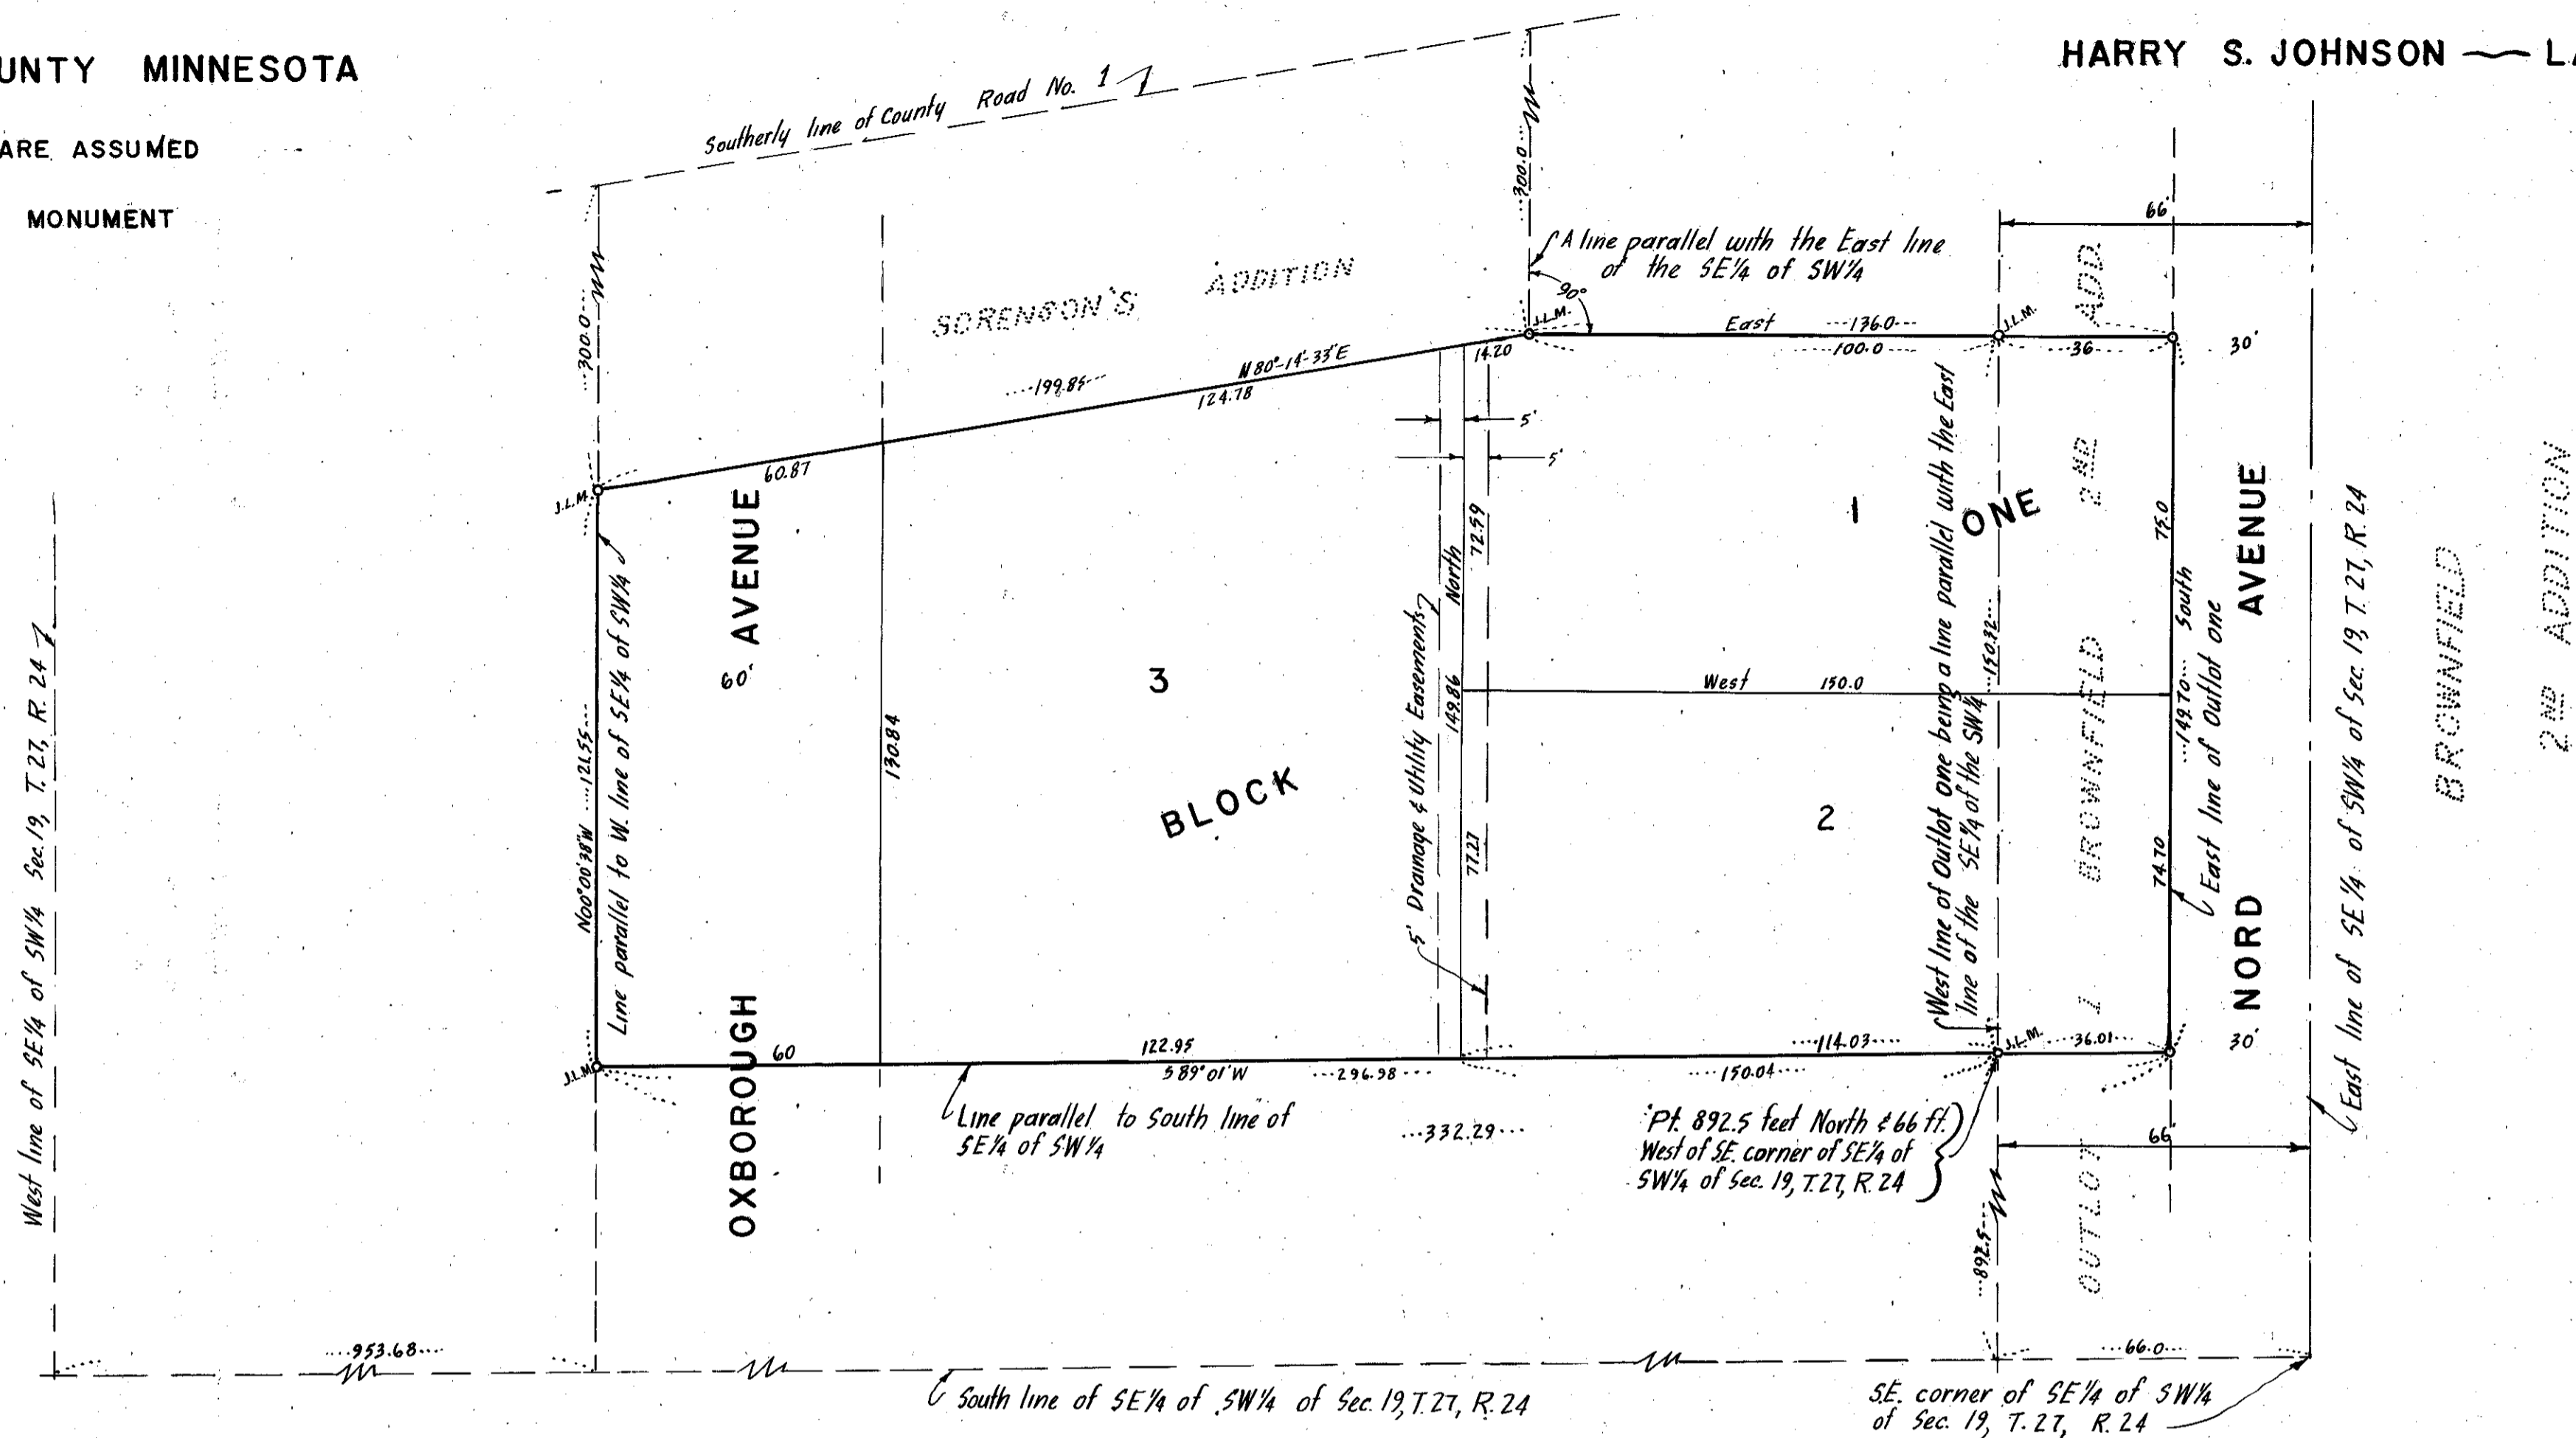 UNTY MINNESOTA
ARE ASSUMED
MONUMENT
HARRY S. JOHNSON — LA
Southerly line of County Road No. 1
300.0
300.0
SORENSON'S ADDITION
A line parallel with the East line
of the SE¼ of SW¼
90°
66'
ADD.
J.L.M.
East 136.0
J.L.M.
100.0
36
30'
N 80°-14'-33"E
199.85
124.78
14.20
60.87
5'
5'
J.L.M.
OXBOROUGH AVENUE
60'
N00°00'38"W 121.55
Line parallel to W. line of SE¼ of SW¼
130.84
3
BLOCK ONE
1
2
North
72.59
149.86
77.27
5' Drainage & Utility Easements
West 150.0
West line of Outlot one being a line parallel with the East
line of the SE¼ of the SW¼
150.32
OUTLOT 1 BROWNFIELD 2ND
75.0
South
149.70
74.70
East line of Outlot one
NORD AVENUE
East line of SE¼ of SW¼ of Sec. 19, T. 27, R. 24
BROWNFIELD
2ND ADDITION
West line of SE¼ of SW¼ Sec. 19, T. 27, R. 24
J.L.M.
60
122.95
S 89°01'W
296.98
114.03
150.04
J.L.M.
36.01
30'
Line parallel to South line of
SE¼ of SW¼
332.29
Pt. 892.5 feet North & 66 ft.
West of S.E. corner of SE¼ of
SW¼ of Sec. 19, T. 27, R. 24
66'
892.5
953.68
66.0
South line of SE¼ of SW¼ of Sec. 19, T. 27, R. 24
S.E. corner of SE¼ of SW¼
of Sec. 19, T. 27, R. 24